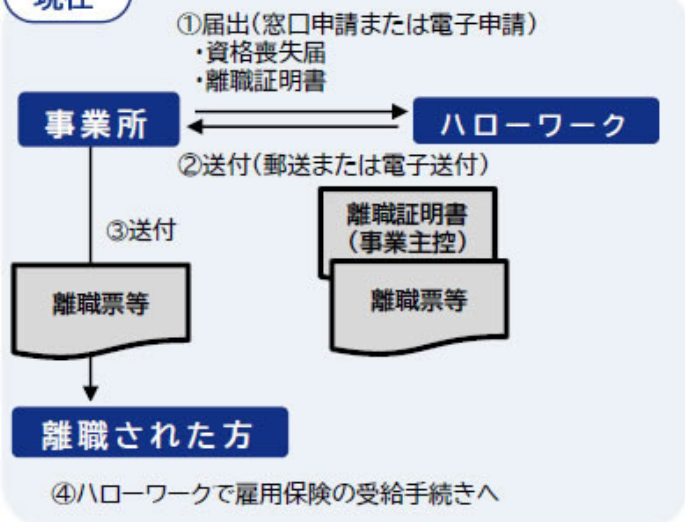 現在
①届出(窓口申請または電子申請)
・資格喪失届
・離職証明書
事業所
ハローワーク
②送付(郵送または電子送付)
③送付
離職証明書
(事業主控)
離職票等
離職票等
離職された方
④ハローワークで雇用保険の受給手続きへ